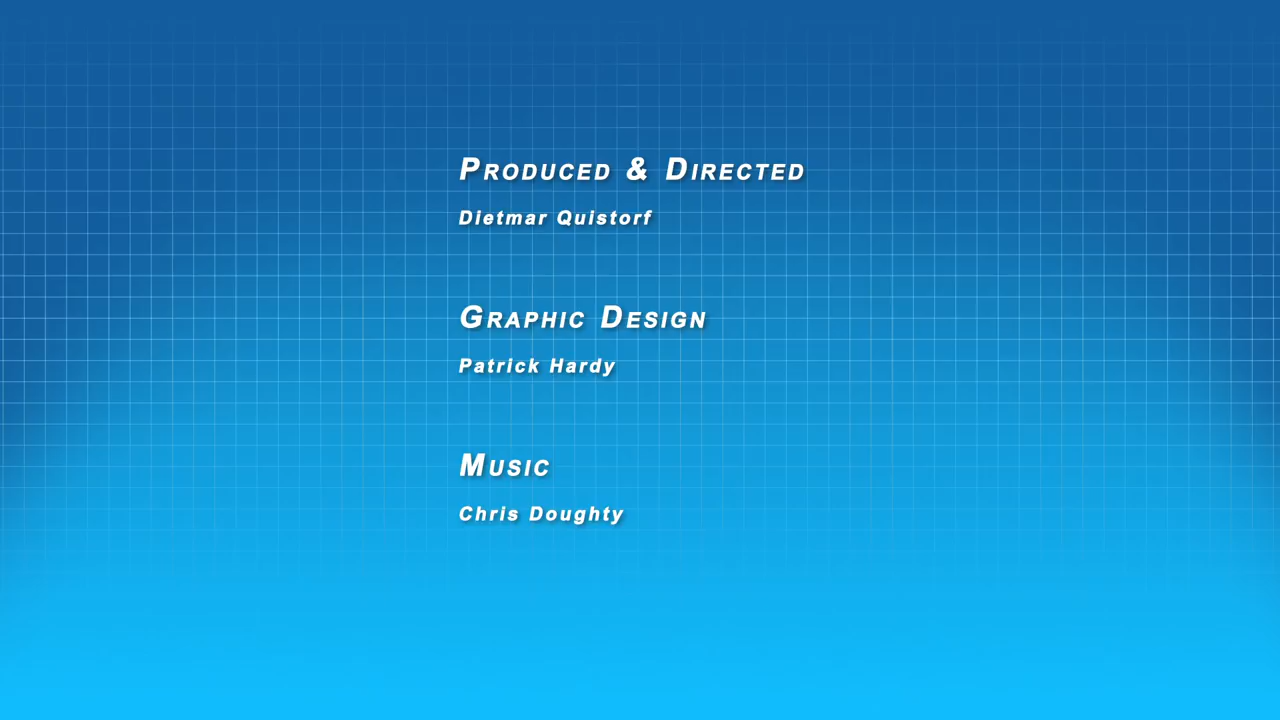 Produced & Directed
Dietmar Quistorf
Graphic Design
Patrick Hardy
Music
Chris Doughty